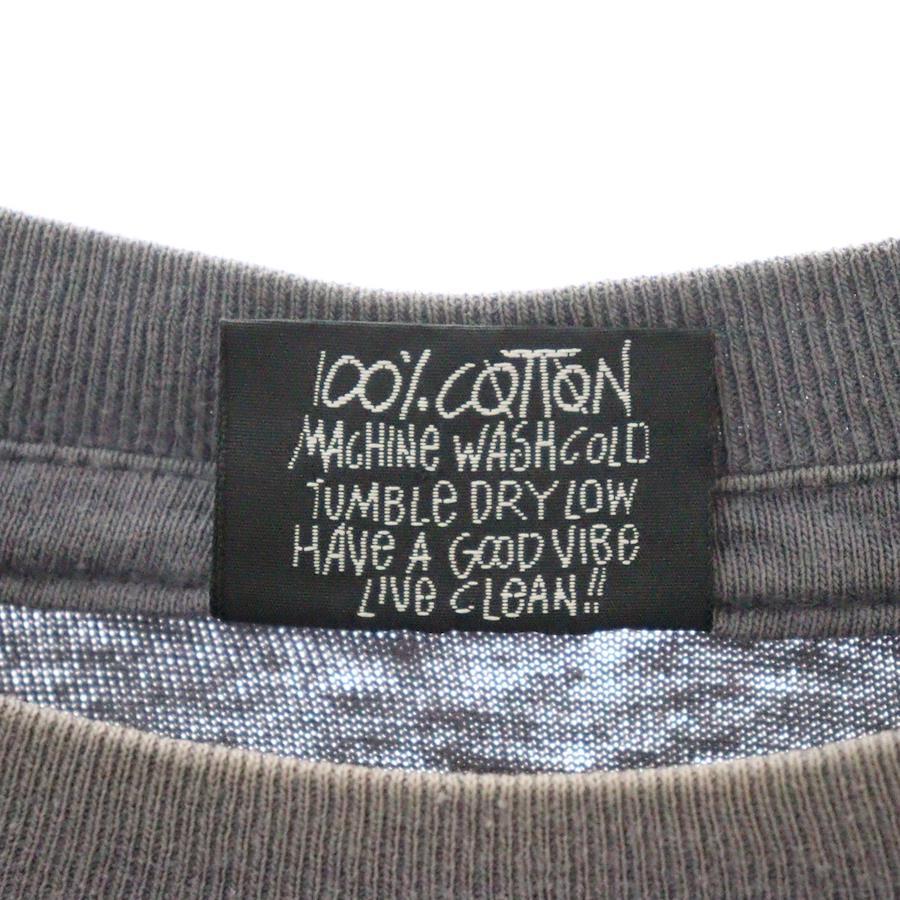 100%. COTTON
MACHINE WASH COLD
TUMBLE DRY LOW
HAVE A GOOD VIBE
LIVE CLEAN!!